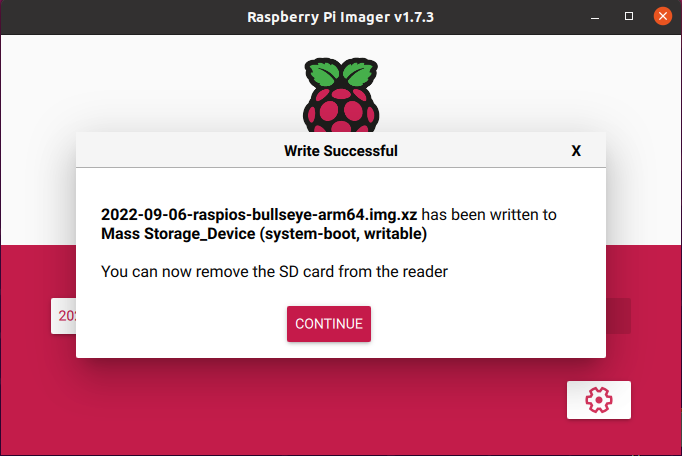 Raspberry Pi Imager v1.7.3
Write Successful
X
2022-09-06-raspios-bullseye-arm64.img.xz has been written to
Mass Storage_Device (system-boot, writable)
You can now remove the SD card from the reader
202
CONTINUE